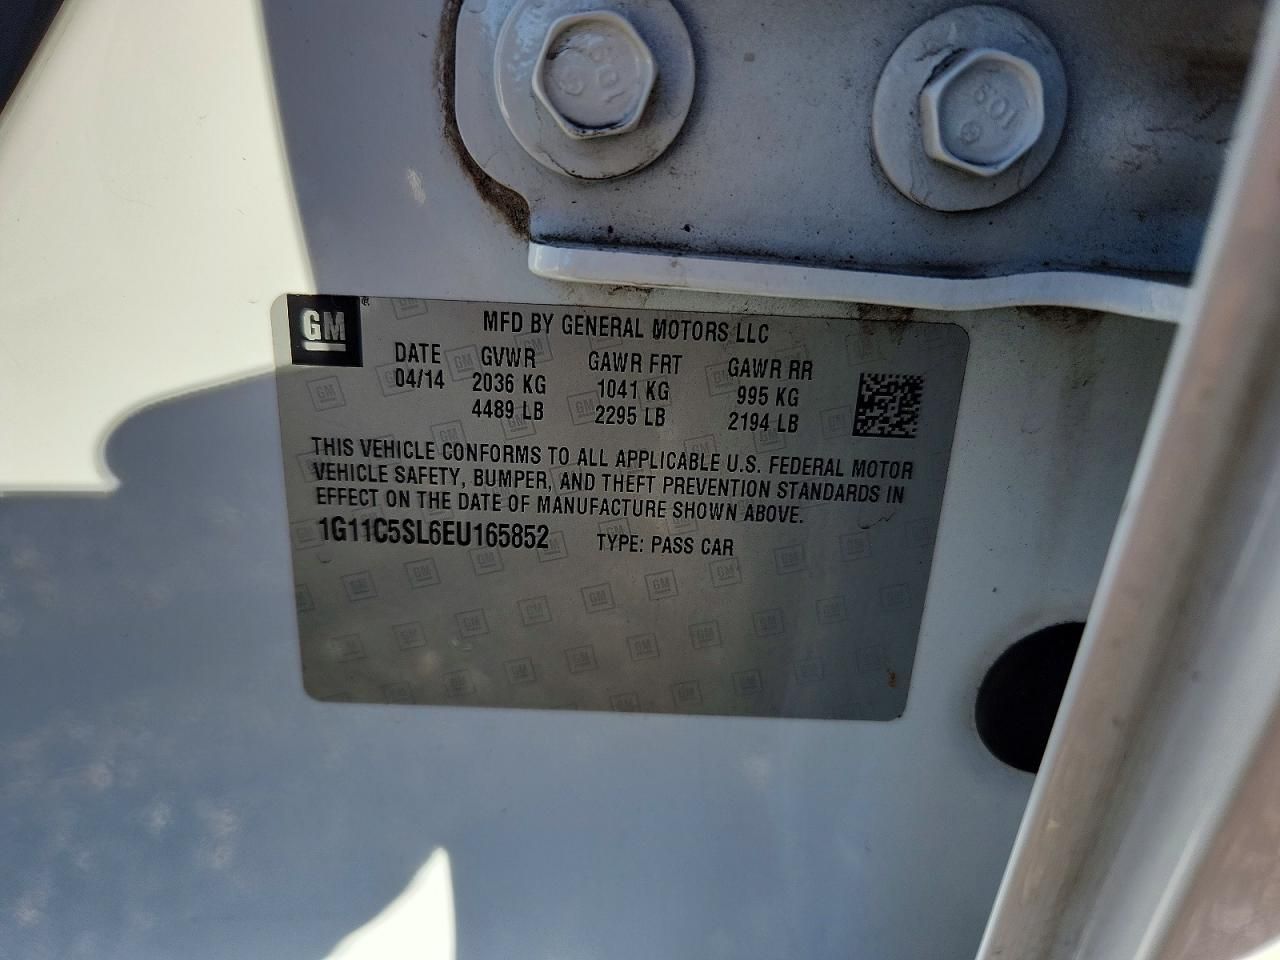 GM®
MFD BY GENERAL MOTORS LLC
DATE GVWR GAWR FRT GAWR RR
04/14 2036 KG 1041 KG 995 KG
4489 LB 2295 LB 2194 LB
THIS VEHICLE CONFORMS TO ALL APPLICABLE U.S. FEDERAL MOTOR
VEHICLE SAFETY, BUMPER, AND THEFT PREVENTION STANDARDS IN
EFFECT ON THE DATE OF MANUFACTURE SHOWN ABOVE.
1G11C5SL6EU165852 TYPE: PASS CAR